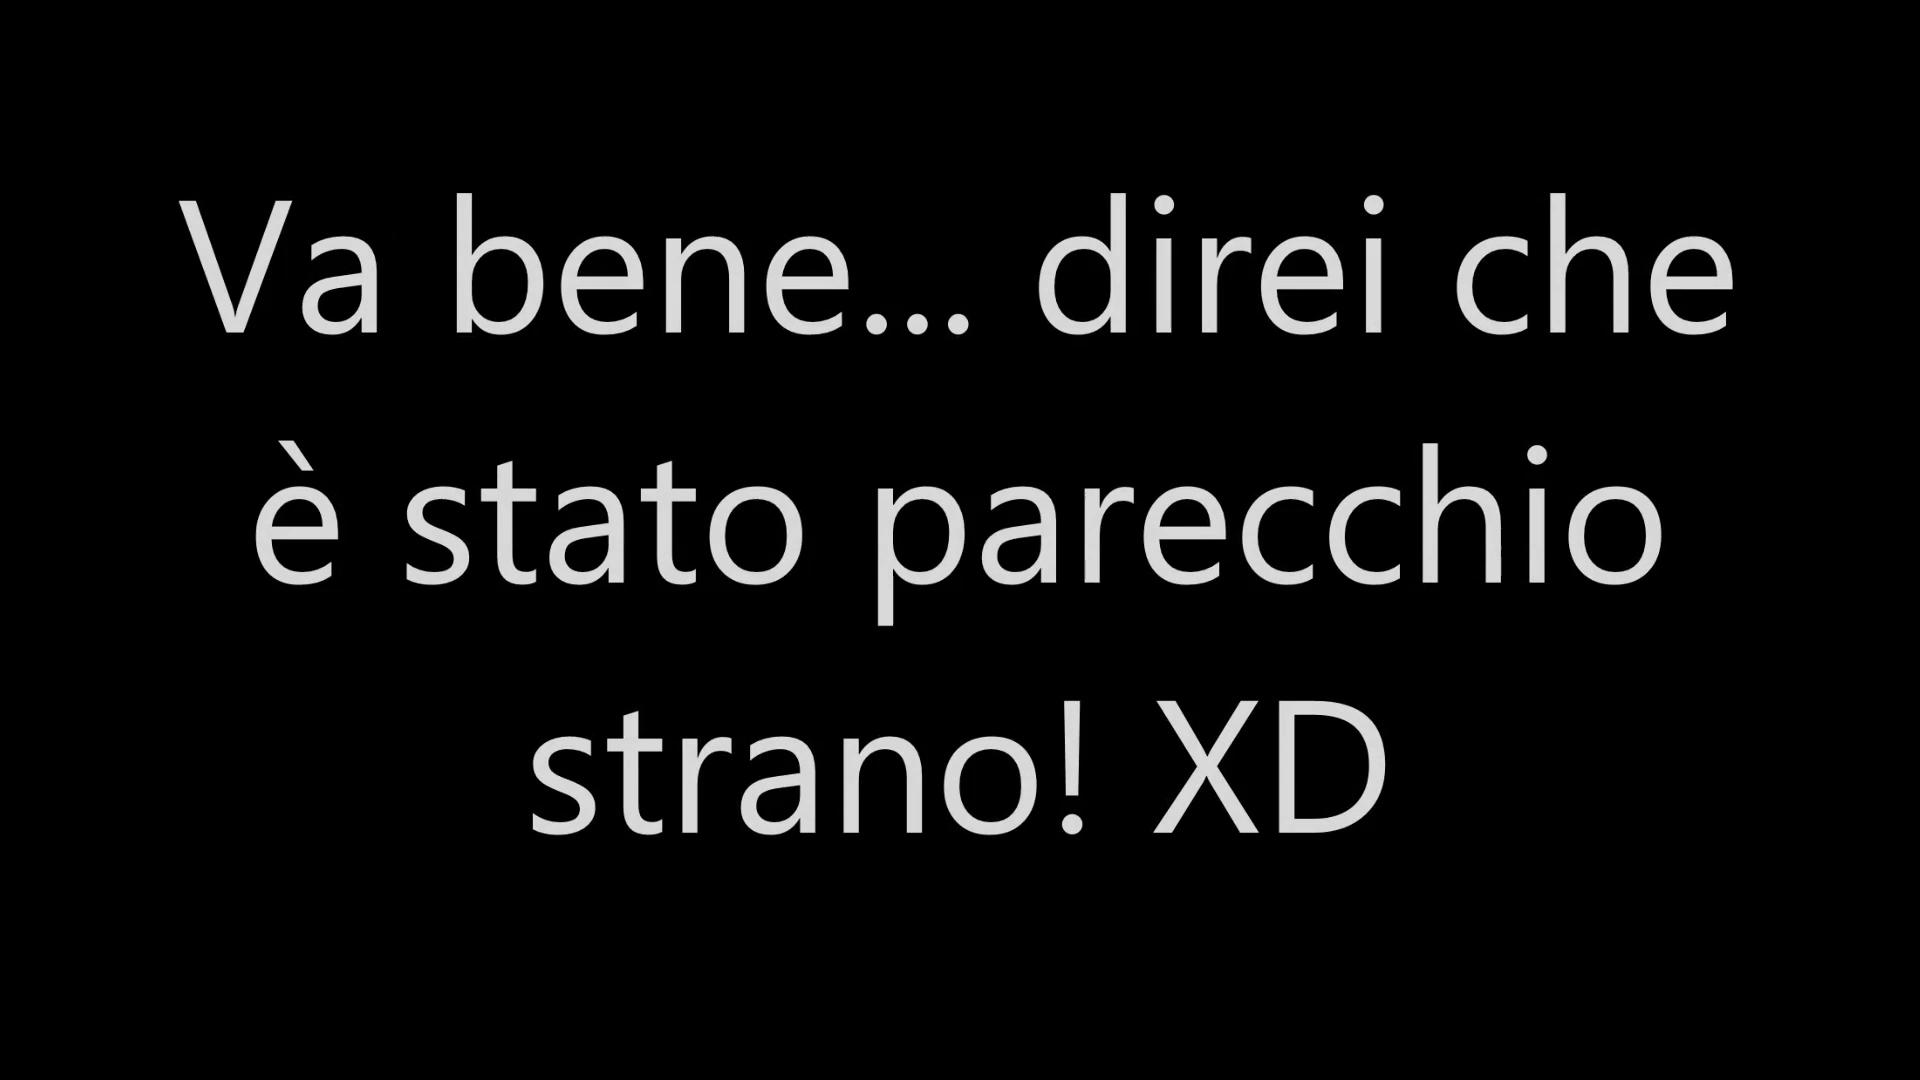 Va bene... direi che
è stato parecchio
strano! XD